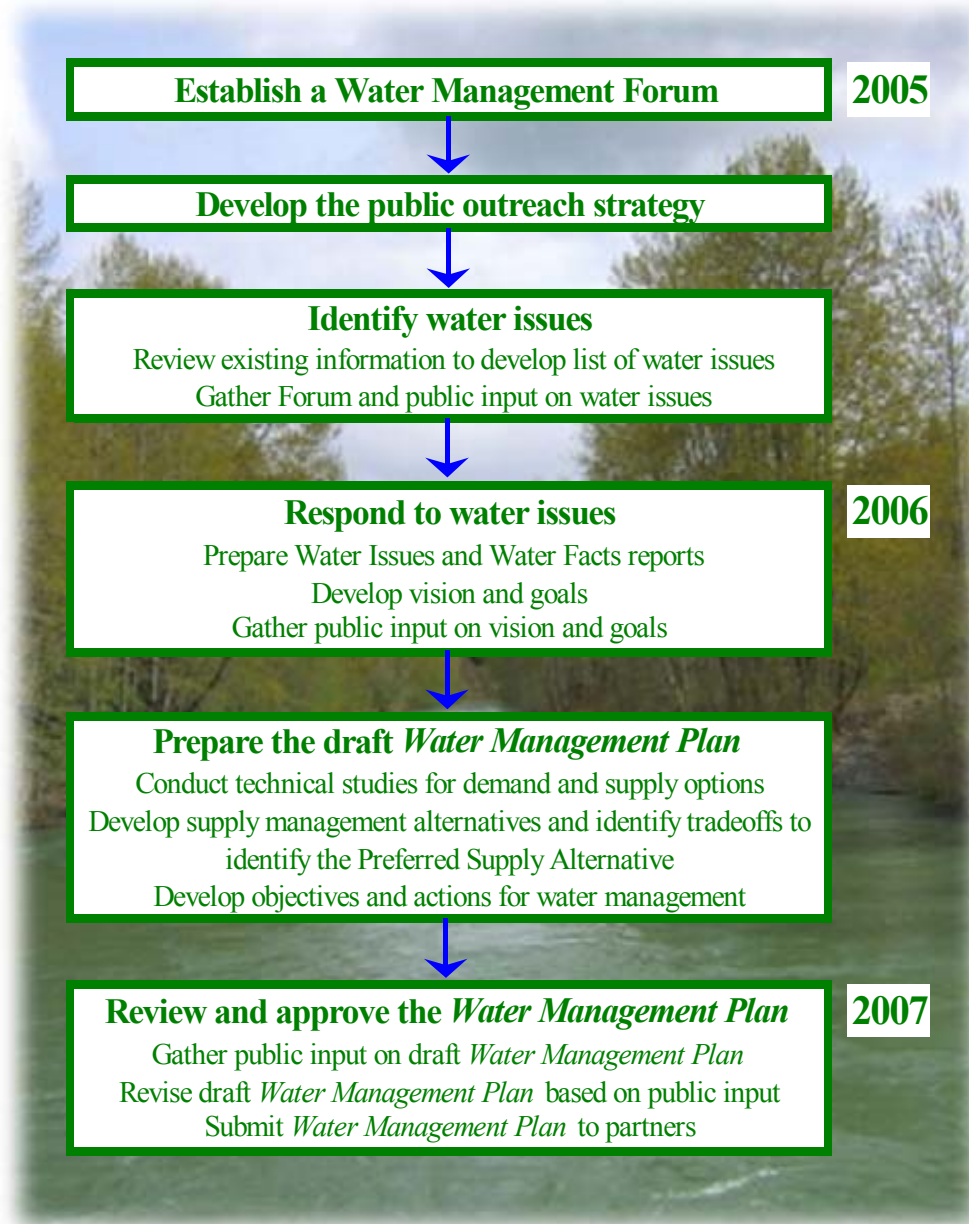 Establish a Water Management Forum
2005
Develop the public outreach strategy
Identify water issues
Review existing information to develop list of water issues
Gather Forum and public input on water issues
Respond to water issues
2006
Prepare Water Issues and Water Facts reports
Develop vision and goals
Gather public input on vision and goals
Prepare the draft Water Management Plan
Conduct technical studies for demand and supply options
Develop supply management alternatives and identify tradeoffs to
identify the Preferred Supply Alternative
Develop objectives and actions for water management
Review and approve the Water Management Plan
2007
Gather public input on draft Water Management Plan
Revise draft Water Management Plan based on public input
Submit Water Management Plan to partners